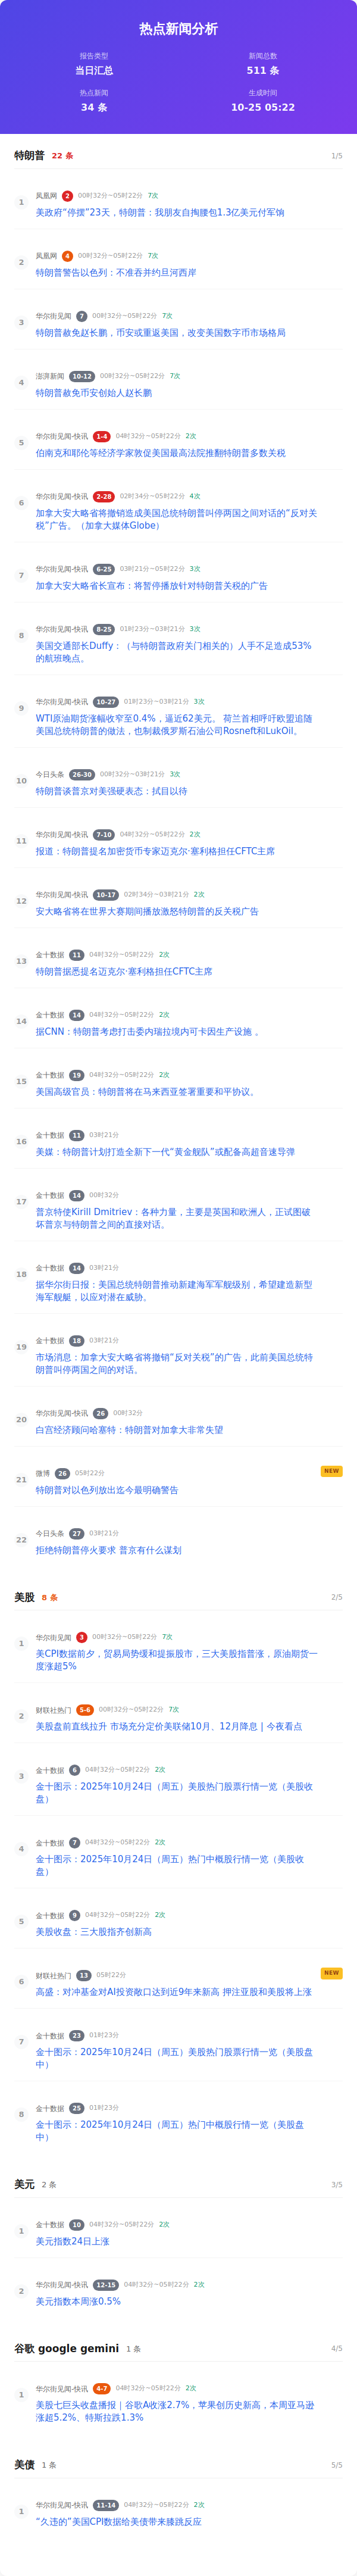 热点新闻分析
报告类型
当日汇总
新闻总数
511 条
热点新闻
34 条
生成时间
10-25 05:22
特朗普 22 条 1/5
1
凤凰网 2 00时32分~05时22分 7次
美政府“停摆”23天，特朗普：我朋友自掏腰包1.3亿美元付军饷
2
凤凰网 4 00时32分~05时22分 7次
特朗普警告以色列：不准吞并约旦河西岸
3
华尔街见闻 7 00时32分~05时22分 7次
特朗普赦免赵长鹏，币安或重返美国，改变美国数字币市场格局
4
澎湃新闻 10-12 00时32分~05时22分 7次
特朗普赦免币安创始人赵长鹏
5
华尔街见闻-快讯 1-4 04时32分~05时22分 2次
伯南克和耶伦等经济学家敦促美国最高法院推翻特朗普多数关税
6
华尔街见闻-快讯 2-28 02时34分~05时22分 4次
加拿大安大略省将撤销造成美国总统特朗普叫停两国之间对话的“反对关
税”广告。（加拿大媒体Globe）
7
华尔街见闻-快讯 6-25 03时21分~05时22分 3次
加拿大安大略省长宣布：将暂停播放针对特朗普关税的广告
8
华尔街见闻-快讯 8-25 01时23分~03时21分 3次
美国交通部长Duffy：（与特朗普政府关门相关的）人手不足造成53%
的航班晚点。
9
华尔街见闻-快讯 10-27 01时23分~03时21分 3次
WTI原油期货涨幅收窄至0.4%，逼近62美元。 荷兰首相呼吁欧盟追随
美国总统特朗普的做法，也制裁俄罗斯石油公司Rosneft和LukOil。
10
今日头条 26-30 00时32分~03时21分 3次
特朗普谈普京对美强硬表态：拭目以待
11
华尔街见闻-快讯 7-10 04时32分~05时22分 2次
报道：特朗普提名加密货币专家迈克尔·塞利格担任CFTC主席
12
华尔街见闻-快讯 10-17 02时34分~03时21分 2次
安大略省将在世界大赛期间播放激怒特朗普的反关税广告
13
金十数据 11 04时32分~05时22分 2次
特朗普据悉提名迈克尔·塞利格担任CFTC主席
14
金十数据 14 04时32分~05时22分 2次
据CNN：特朗普考虑打击委内瑞拉境内可卡因生产设施 。
15
金十数据 19 04时32分~05时22分 2次
美国高级官员：特朗普将在马来西亚签署重要和平协议。
16
金十数据 11 03时21分
美媒：特朗普计划打造全新下一代“黄金舰队”或配备高超音速导弹
17
金十数据 14 00时32分
普京特使Kirill Dmitriev：各种力量，主要是英国和欧洲人，正试图破
坏普京与特朗普之间的直接对话。
18
金十数据 14 03时21分
据华尔街日报：美国总统特朗普推动新建海军军舰级别，希望建造新型
海军舰艇，以应对潜在威胁。
19
金十数据 18 03时21分
市场消息：加拿大安大略省将撤销“反对关税”的广告，此前美国总统特
朗普叫停两国之间的对话。
20
华尔街见闻-快讯 26 00时32分
白宫经济顾问哈塞特：特朗普对加拿大非常失望
21
微博 26 05时22分 NEW
特朗普对以色列放出迄今最明确警告
22
今日头条 27 03时21分
拒绝特朗普停火要求 普京有什么谋划
美股 8 条 2/5
1
华尔街见闻 3 00时32分~05时22分 7次
美CPI数据前夕，贸易局势缓和提振股市，三大美股指普涨，原油期货一
度涨超5%
2
财联社热门 5-6 00时32分~05时22分 7次
美股盘前直线拉升 市场充分定价美联储10月、12月降息 | 今夜看点
3
金十数据 6 04时32分~05时22分 2次
金十图示：2025年10月24日（周五）美股热门股票行情一览（美股收
盘）
4
金十数据 7 04时32分~05时22分 2次
金十图示：2025年10月24日（周五）热门中概股行情一览（美股收
盘）
5
金十数据 9 04时32分~05时22分 2次
美股收盘：三大股指齐创新高
6
财联社热门 13 05时22分 NEW
高盛：对冲基金对AI投资敞口达到近9年来新高 押注亚股和美股将上涨
7
金十数据 23 01时23分
金十图示：2025年10月24日（周五）美股热门股票行情一览（美股盘
中）
8
金十数据 25 01时23分
金十图示：2025年10月24日（周五）热门中概股行情一览（美股盘
中）
美元 2 条 3/5
1
金十数据 10 04时32分~05时22分 2次
美元指数24日上涨
2
华尔街见闻-快讯 12-15 04时32分~05时22分 2次
美元指数本周涨0.5%
谷歌 google gemini 1 条 4/5
1
华尔街见闻-快讯 4-7 04时32分~05时22分 2次
美股七巨头收盘播报｜谷歌A收涨2.7%，苹果创历史新高，本周亚马逊
涨超5.2%、特斯拉跌1.3%
美债 1 条 5/5
1
华尔街见闻-快讯 11-14 04时32分~05时22分 2次
“久违的”美国CPI数据给美债带来膝跳反应